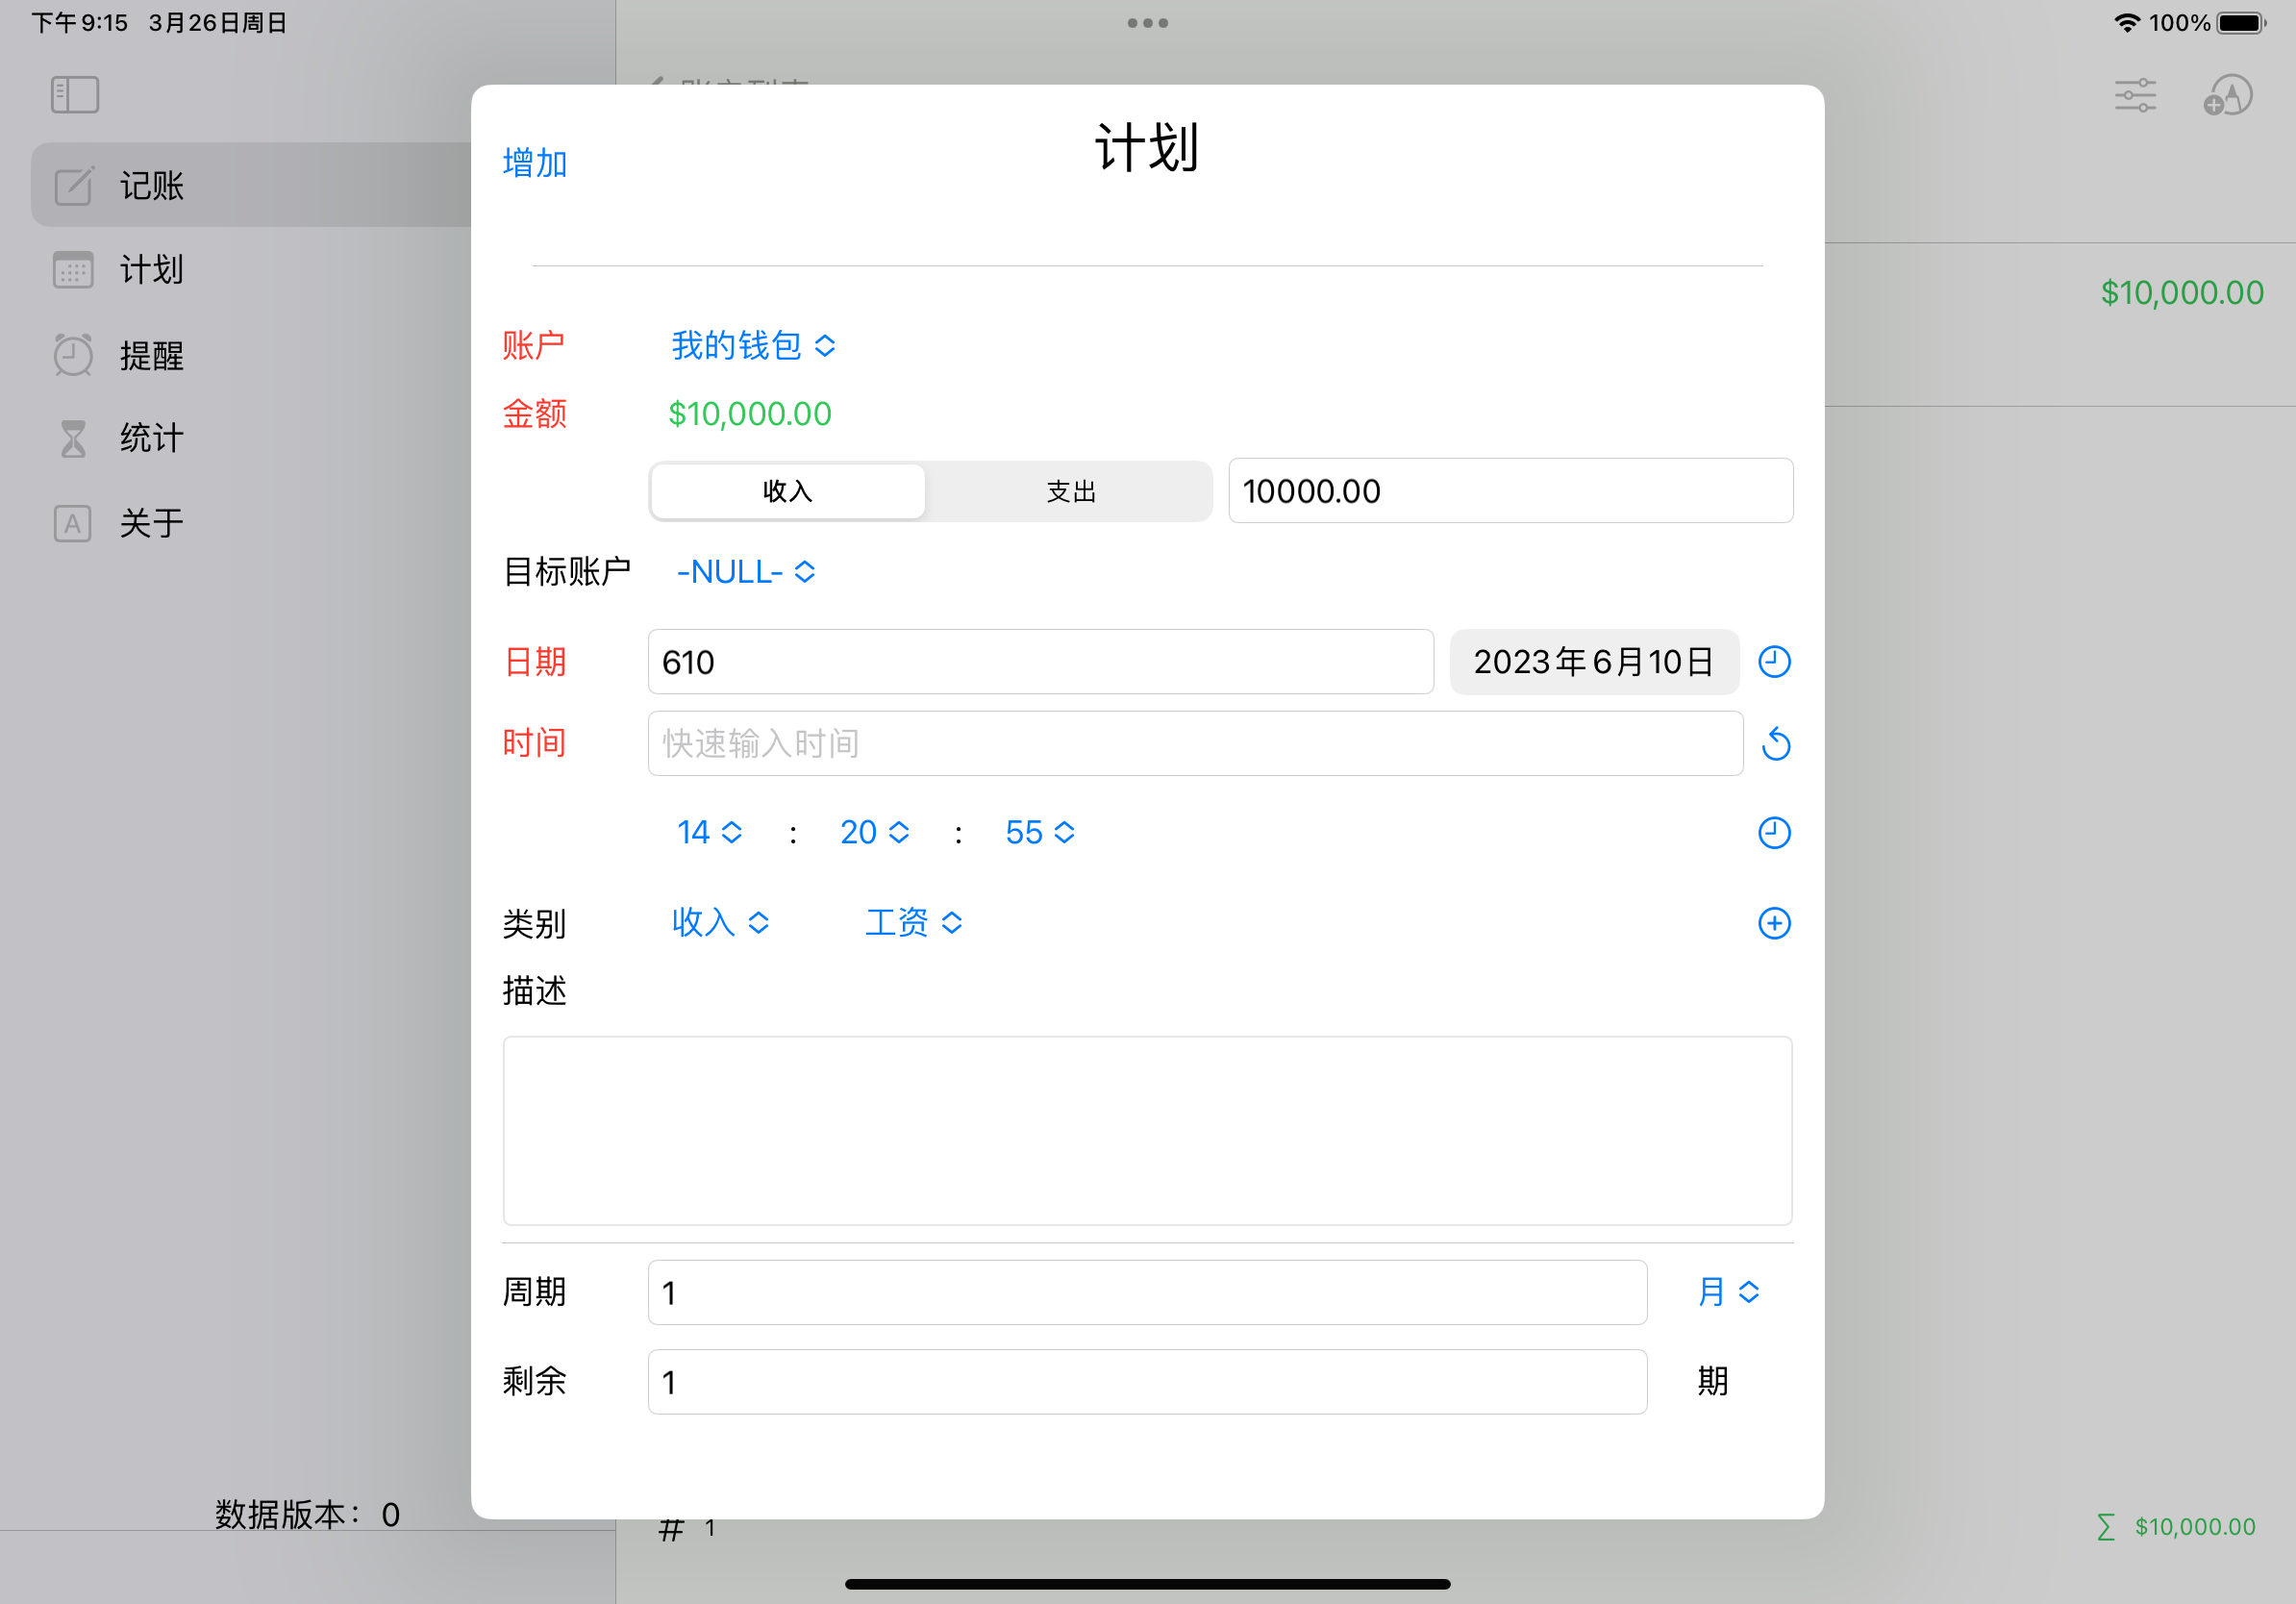 下午9:15 3月26日周日
100%
账户列表
记账
计划
提醒
统计
关于
数据版本： 0
$10,000.00
计划
增加
账户 我的钱包
金额 $10,000.00
收入 支出 10000.00
目标账户 -NULL-
日期 610 2023年6月10日
时间 快速输入时间
14 : 20 : 55
类别 收入 工资
描述
周期 1 月
剩余 1 期
# 1
∑ $10,000.00